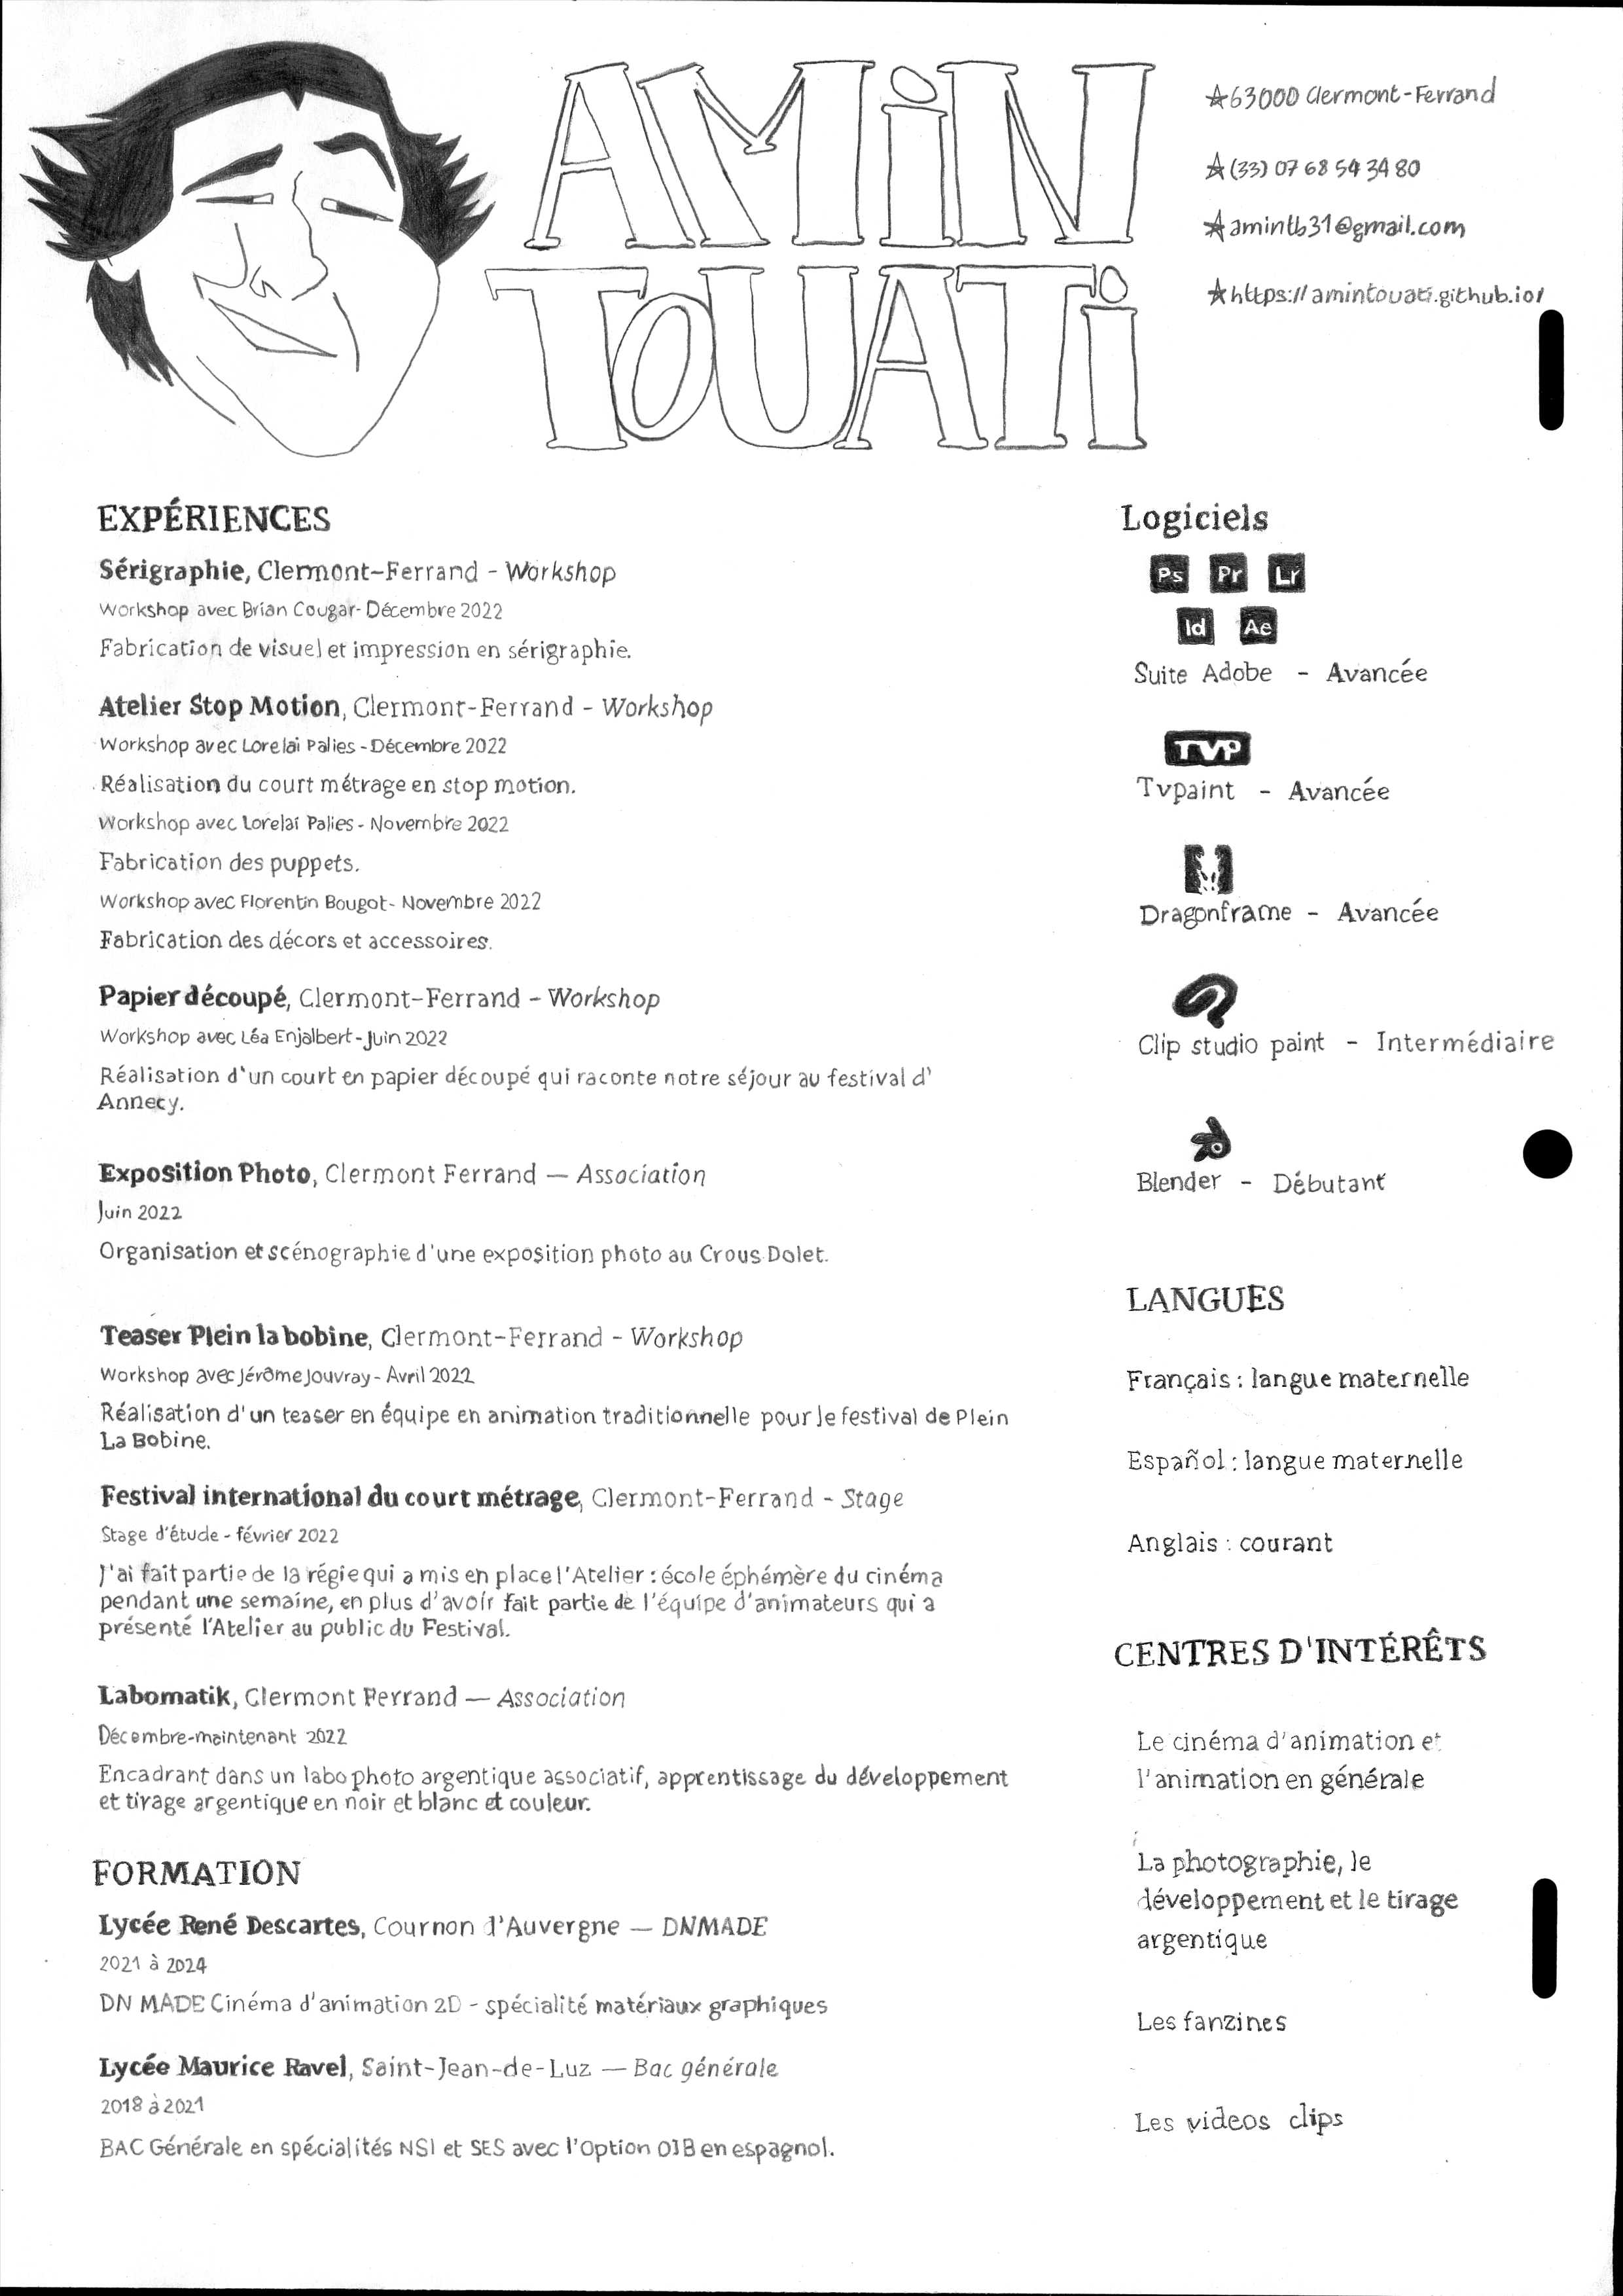 AMiN
TOUATi
☆63000 Clermont-Ferrand
☆(33) 07 68 54 34 80
☆amintb31@gmail.com
☆https://amintouati.github.io/
EXPÉRIENCES
Sérigraphie, Clermont-Ferrand - Workshop
Workshop avec Brian Cougar- Décembre 2022
Fabrication de visuel et impression en sérigraphie.
Atelier Stop Motion, Clermont-Ferrand - Workshop
Workshop avec Lorelai Palies - Décembre 2022
Réalisation du court métrage en stop motion.
Workshop avec Lorelai Palies - Novembre 2022
Fabrication des puppets.
Workshop avec Florentin Bougot- Novembre 2022
Fabrication des décors et accessoires.
Papier découpé, Clermont-Ferrand - Workshop
Workshop avec Léa Enjalbert - Juin 2022
Réalisation d'un court en papier découpé qui raconte notre séjour au festival d'
Annecy.
Exposition Photo, Clermont Ferrand — Association
Juin 2022
Organisation et scénographie d'une exposition photo au Crous Dolet.
Teaser Plein la bobine, Clermont-Ferrand - Workshop
Workshop avec Jérôme Jouvray - Avril 2022
Réalisation d'un teaser en équipe en animation traditionnelle pour le festival de Plein
La Bobine.
Festival international du court métrage, Clermont-Ferrand - Stage
Stage d'étude - février 2022
J'ai fait partie de la régie qui a mis en place l'Atelier : école éphémère du cinéma
pendant une semaine, en plus d'avoir fait partie de l'équipe d'animateurs qui a
présenté l'Atelier au public du Festival.
Labomatik, Clermont Ferrand — Association
Décembre-maintenant 2022
Encadrant dans un labo photo argentique associatif, apprentissage du développement
et tirage argentique en noir et blanc et couleur.
FORMATION
Lycée René Descartes, Cournon d'Auvergne — DNMADE
2021 à 2024
DN MADE Cinéma d'animation 2D - spécialité matériaux graphiques
Lycée Maurice Ravel, Saint-Jean-de-Luz — Bac générale
2018 à 2021
BAC Générale en spécialités NSI et SES avec l'Option OIB en espagnol.
Logiciels
Ps Pr Lr
Id Ae
Suite Adobe - Avancée
TVP
Tvpaint - Avancée
Dragonframe - Avancée
Clip studio paint - Intermédiaire
Blender - Débutant
LANGUES
Français : langue maternelle
Español : langue maternelle
Anglais : courant
CENTRES D'INTÉRÊTS
Le cinéma d'animation et
l'animation en générale
La photographie, le
développement et le tirage
argentique
Les fanzines
Les videos clips